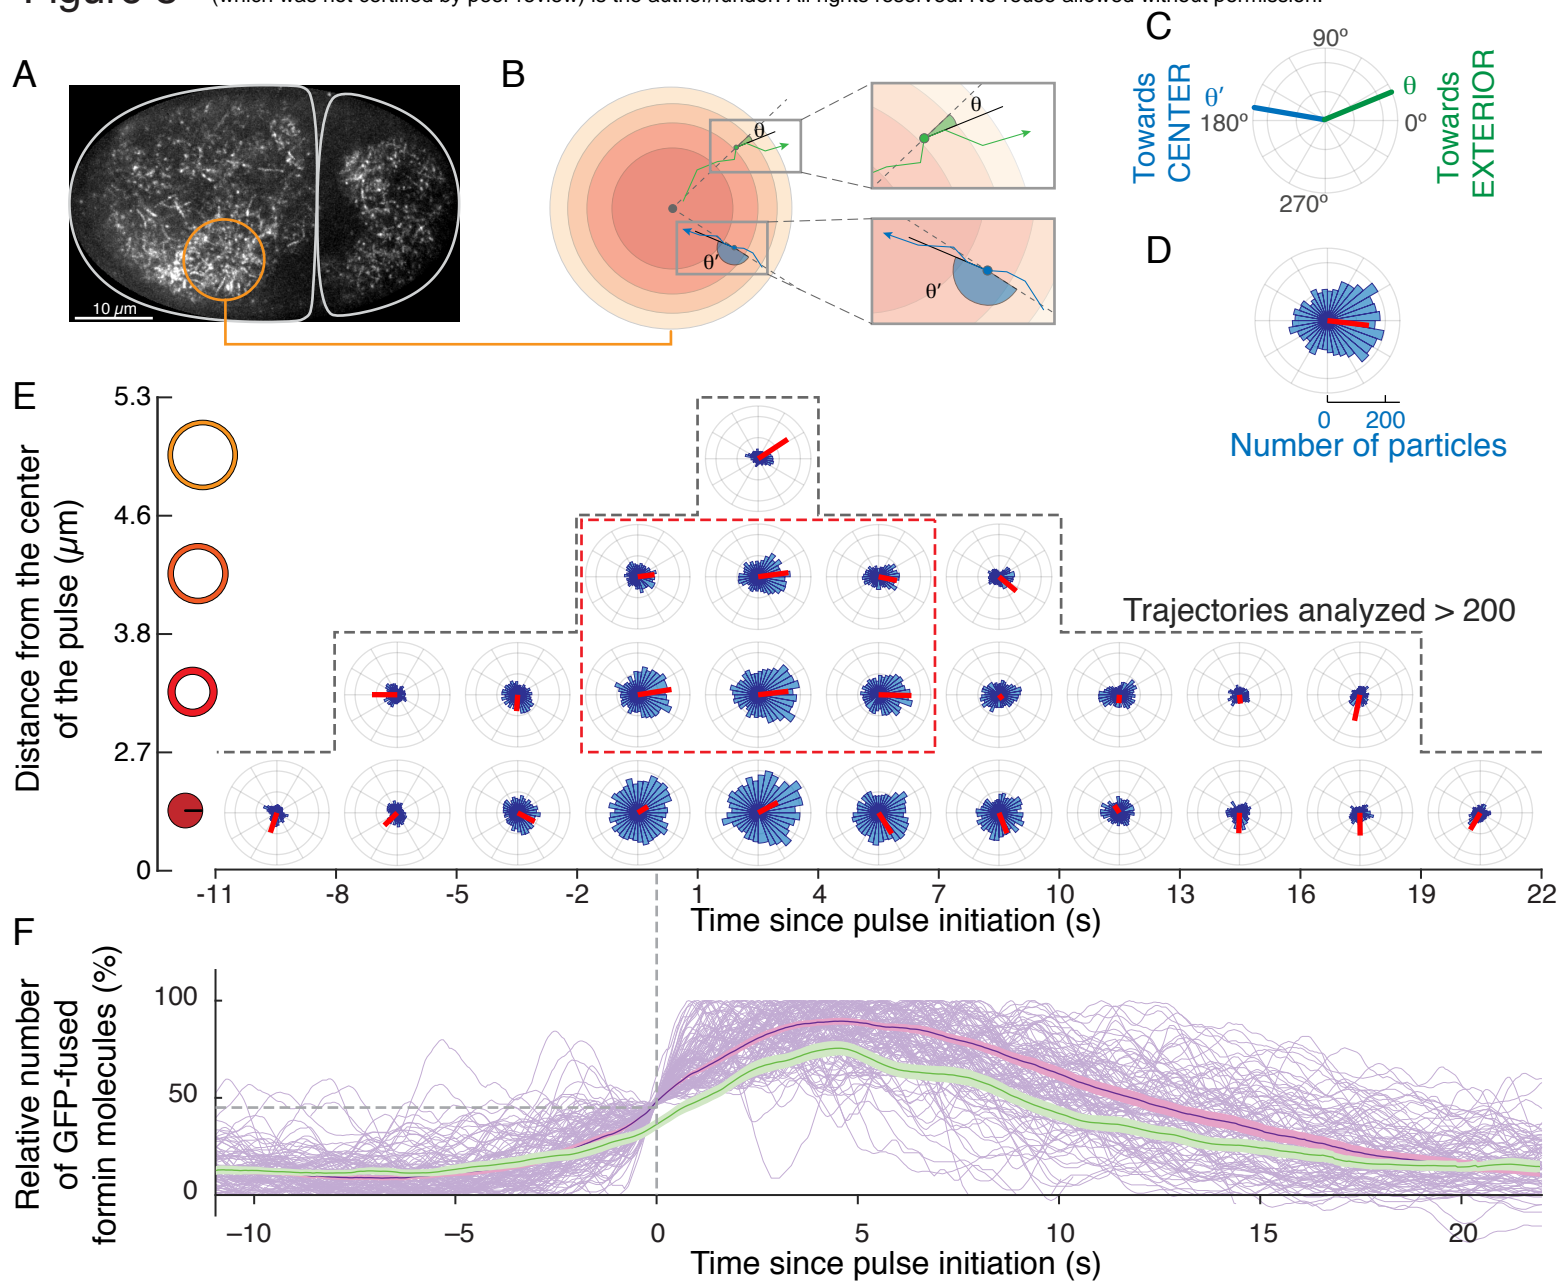 (which was not certified by peer review) is the author/funder. All rights reserved. No reuse allowed without permission.
A
10 µm
B
θ
θ′
θ
θ′
C
90º
Towards
CENTER
θ′
180º
θ
0º
Towards
EXTERIOR
270º
D
0 200
Number of particles
E
Distance from the center
of the pulse (µm)
5.3
4.6
3.8
2.7
0
Trajectories analyzed > 200
-11 -8 -5 -2 1 4 7 10 13 16 19 22
Time since pulse initiation (s)
F
Relative number
of GFP-fused
formin molecules (%)
100
50
0
−10 −5 0 5 10 15 20
Time since pulse initiation (s)